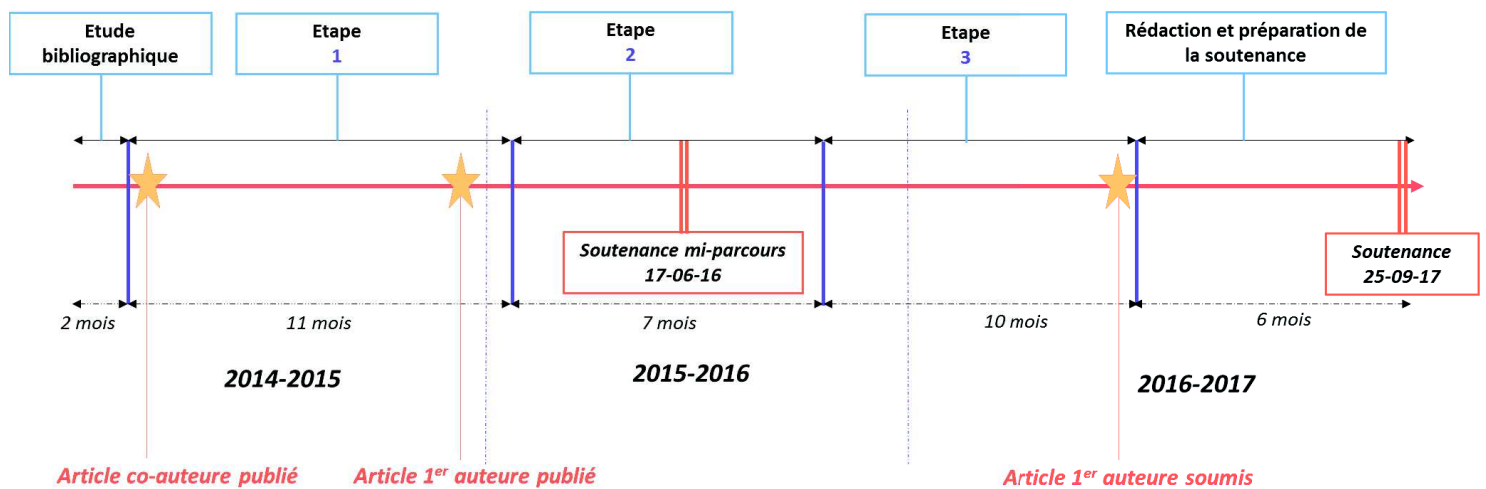 Etude
bibliographique
Etape
1
Etape
2
Etape
3
Rédaction et préparation de
la soutenance
Soutenance mi-parcours
17-06-16
Soutenance
25-09-17
2 mois
11 mois
7 mois
10 mois
6 mois
2014-2015
2015-2016
2016-2017
Article co-auteure publié
Article 1er auteure publié
Article 1er auteure soumis